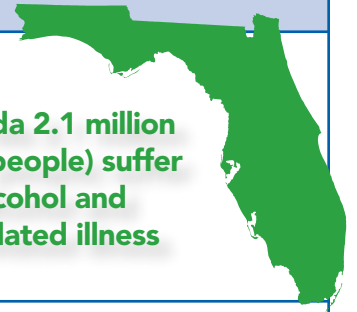 da 2.1 million
people) suffer
cohol and
lated illness